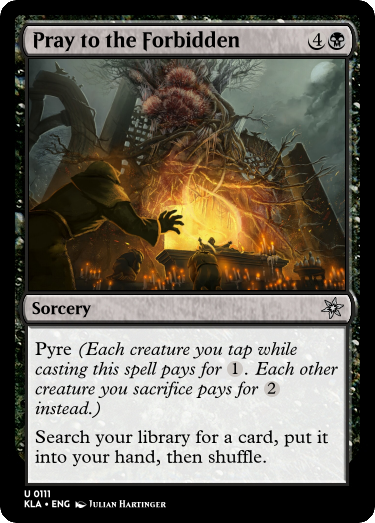 Pray to the Forbidden 4
Sorcery
Pyre (Each creature you tap while
casting this spell pays for 1. Each other
creature you sacrifice pays for 2
instead.)
Search your library for a card, put it
into your hand, then shuffle.
U 0111
KLA • ENG Julian Hartinger